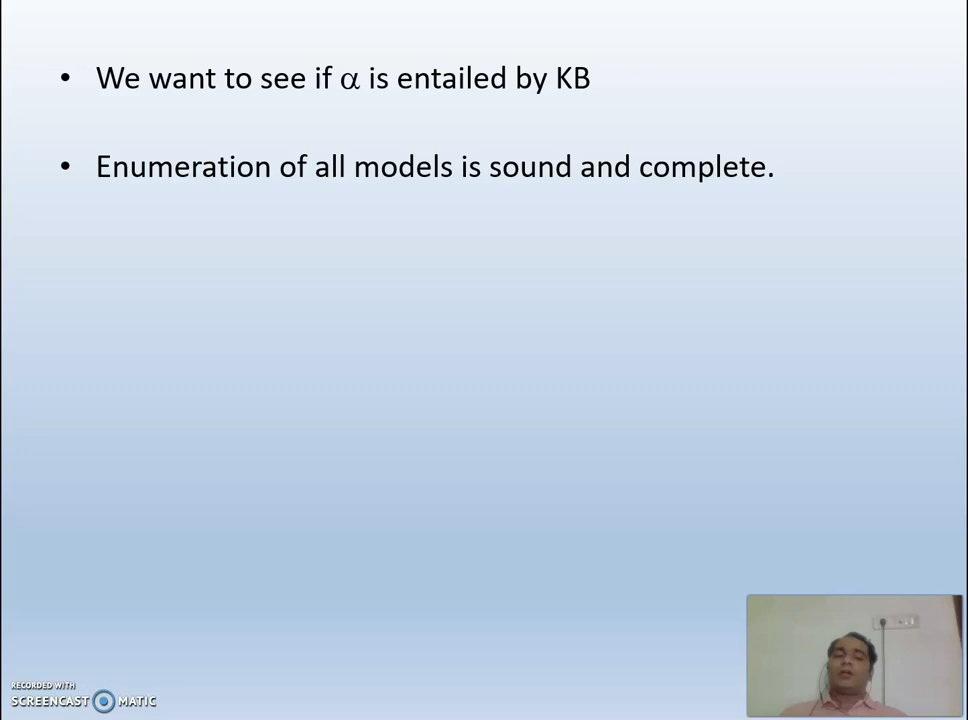 • We want to see if α is entailed by KB
• Enumeration of all models is sound and complete.
RECORDED WITH
SCREENCAST MATIC